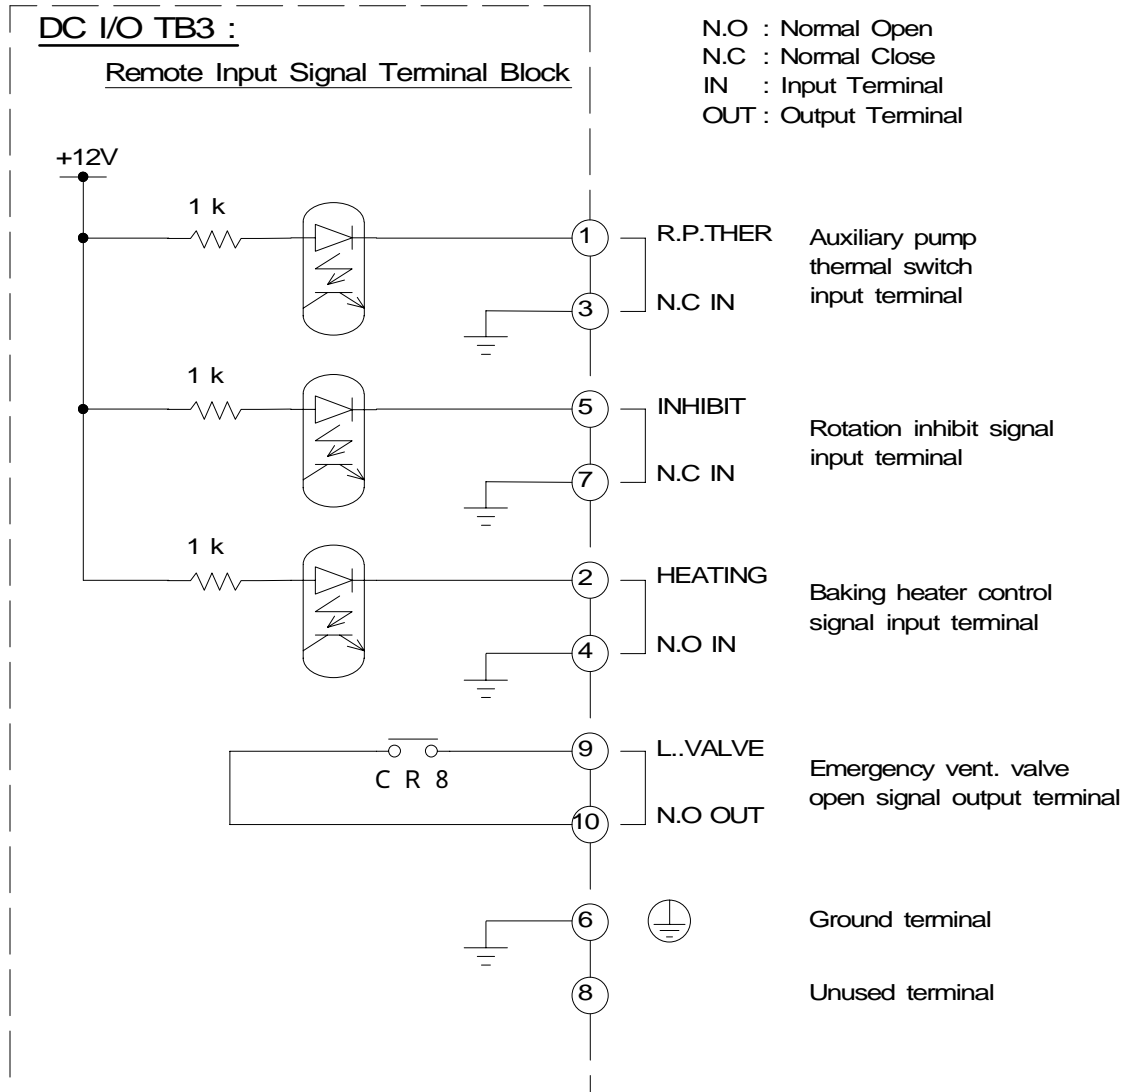 DC I/O TB3 :
Remote Input Signal Terminal Block
N.O : Normal Open
N.C : Normal Close
IN : Input Terminal
OUT : Output Terminal
+12V
1 k
1
R.P.THER
3
N.C IN
Auxiliary pump
thermal switch
input terminal
1 k
5
INHIBIT
7
N.C IN
Rotation inhibit signal
input terminal
1 k
2
HEATING
4
N.O IN
Baking heater control
signal input terminal
C R 8
9
L..VALVE
10
N.O OUT
Emergency vent. valve
open signal output terminal
6
Ground terminal
8
Unused terminal